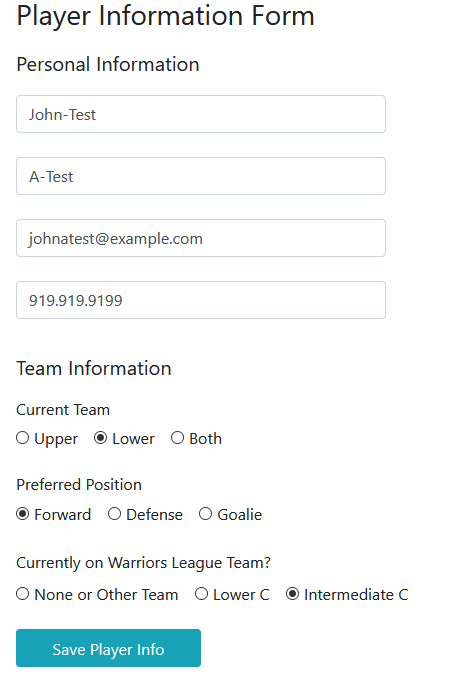 Player Information Form
Personal Information
John-Test
A-Test
johnatest@example.com
919.919.9199
Team Information
Current Team
Upper Lower Both
Preferred Position
Forward Defense Goalie
Currently on Warriors League Team?
None or Other Team Lower C Intermediate C
Save Player Info